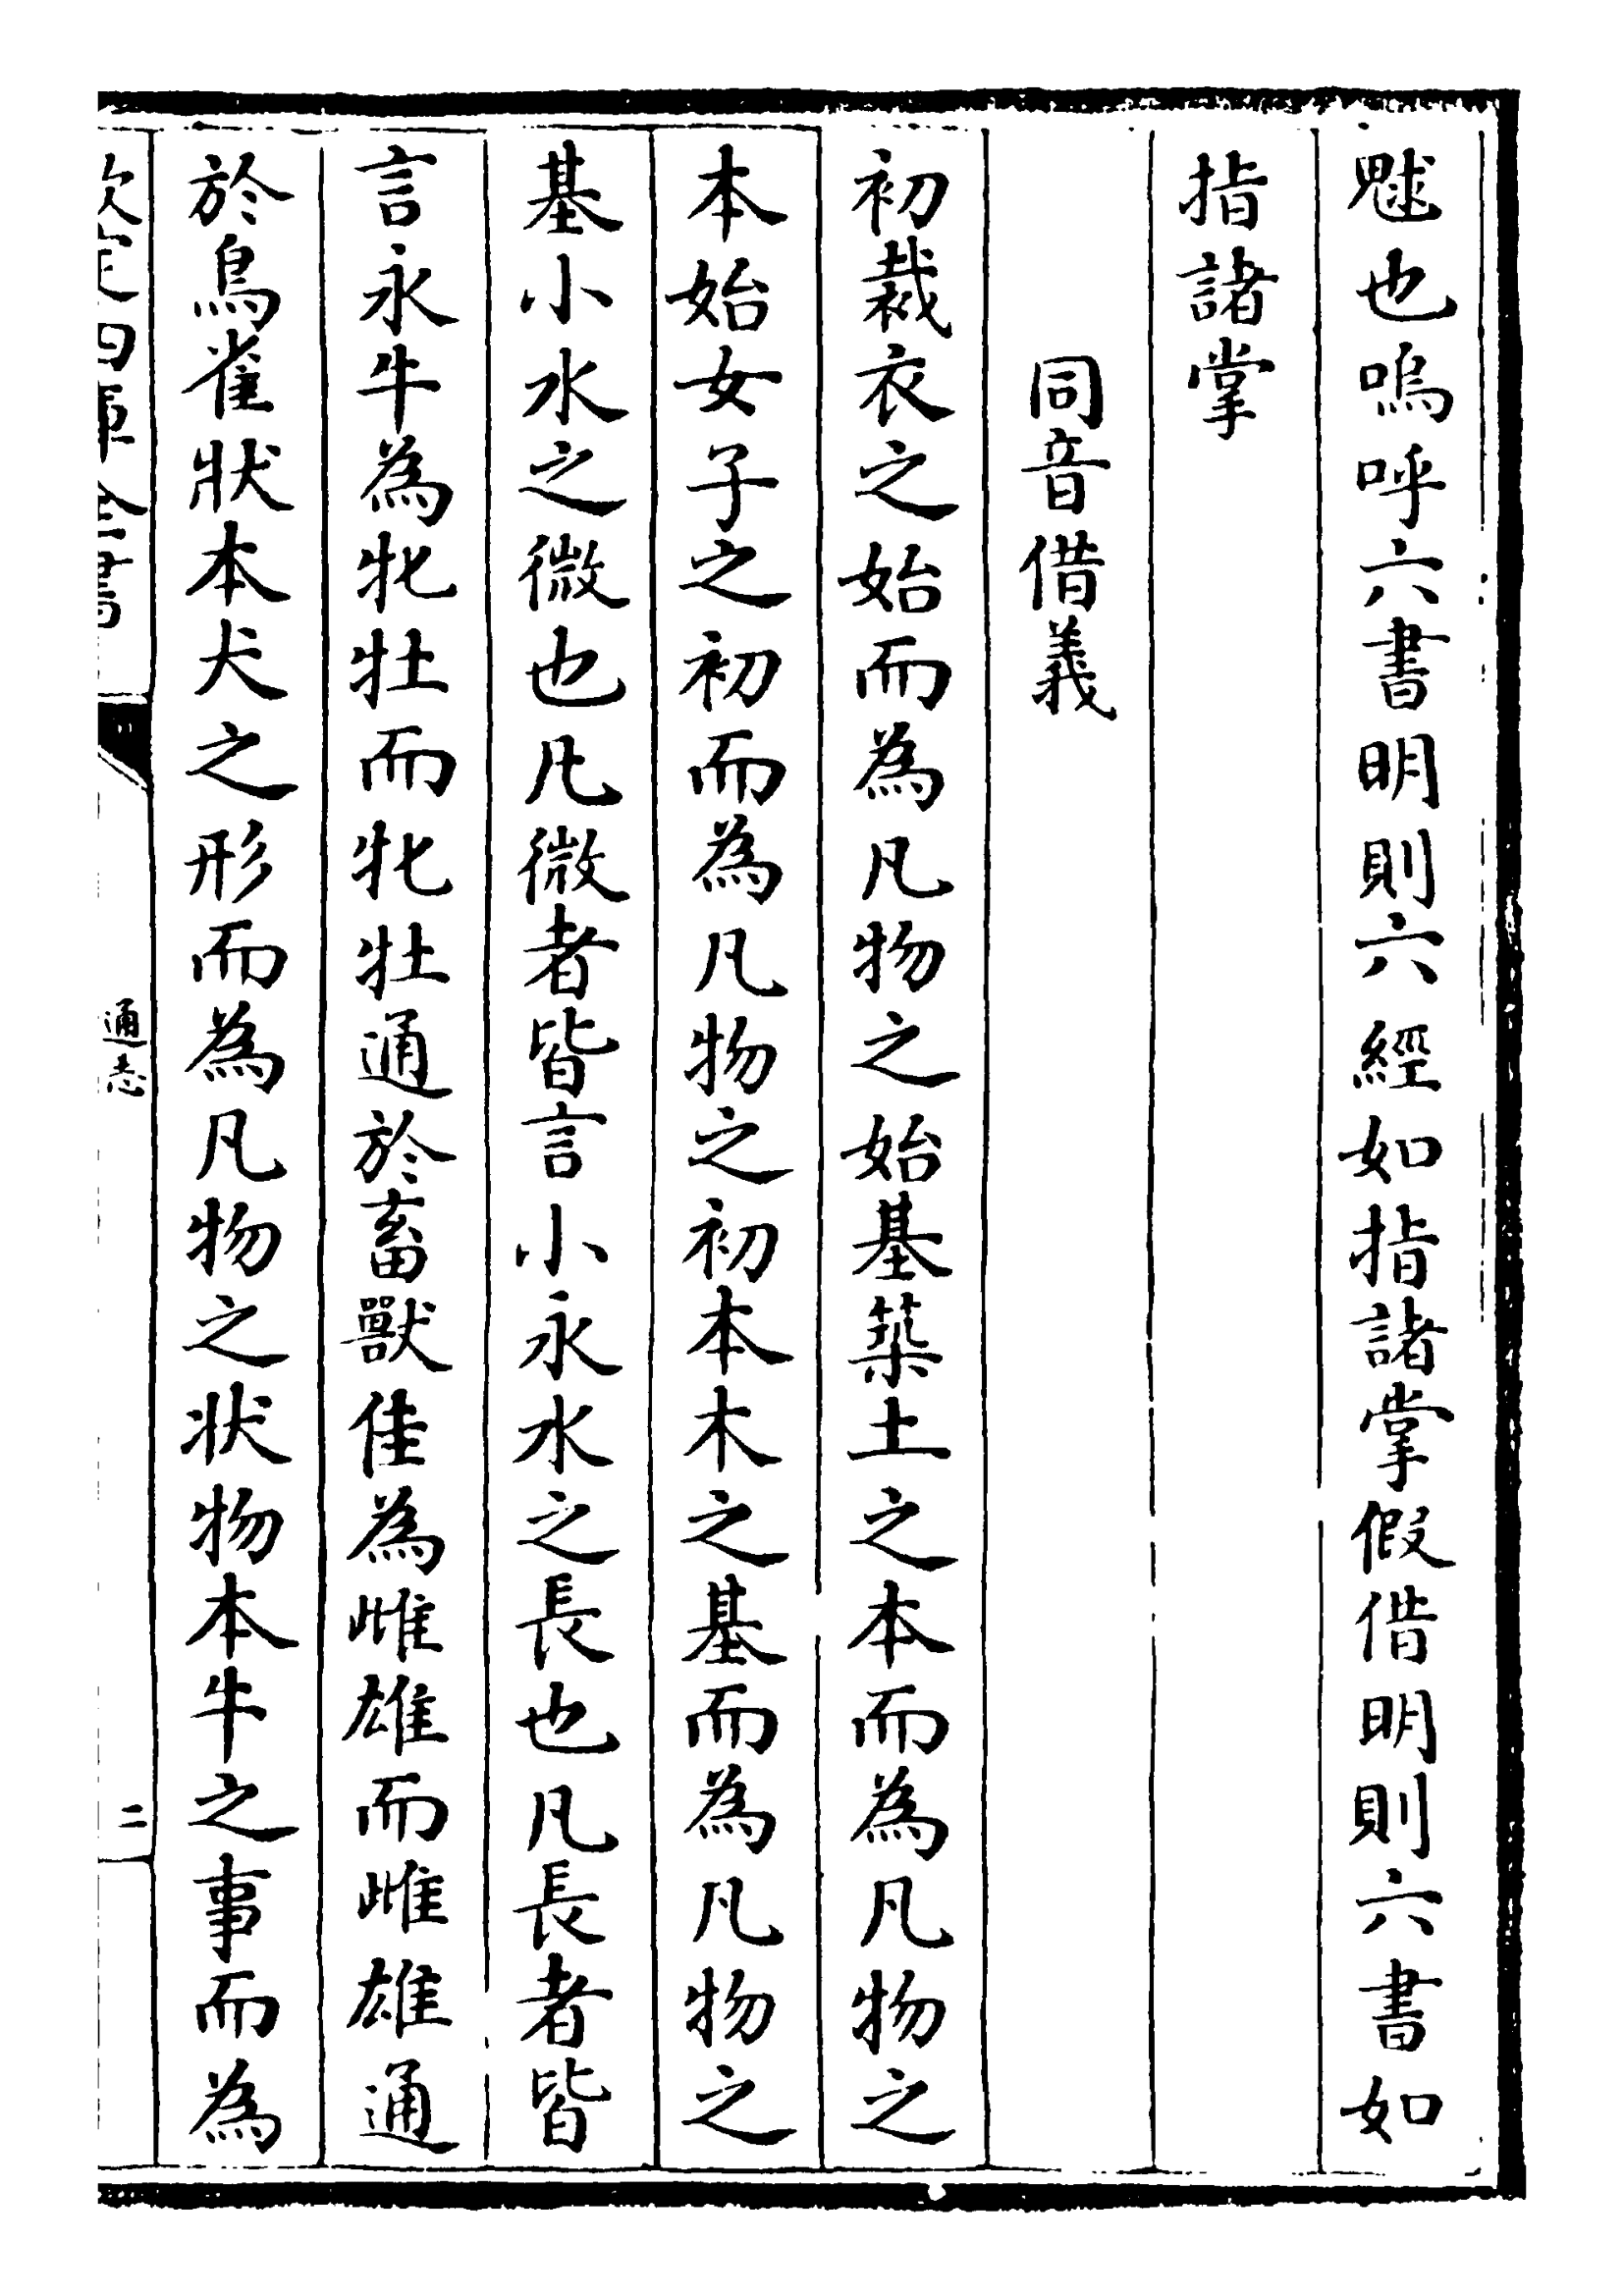 魅也嗚呼六書明則六經如指諸掌假借明則六書如
指諸掌
同音借義
初裁衣之始而為凡物之始基築土之本而為凡物之
本始女子之初而為凡物之初本木之基而為凡物之
基小水之微也凡微者皆言小永水之長也凡長者皆
言永牛為牝牡而牝牡通於畜獸佳為雌雄而雌雄通
於鳥雀狀本犬之形而為凡物之狀物本牛之事而為
欽定四庫全書
通志
二